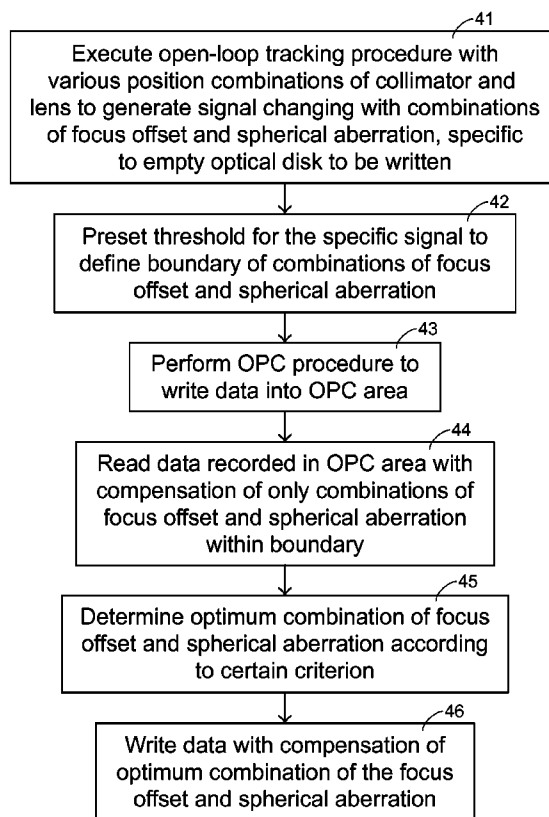 41
Execute open-loop tracking procedure with
various position combinations of collimator and
lens to generate signal changing with combinations
of focus offset and spherical aberration, specific
to empty optical disk to be written
42
Preset threshold for the specific signal to
define boundary of combinations of focus
offset and spherical aberration
43
Perform OPC procedure to
write data into OPC area
44
Read data recorded in OPC area with
compensation of only combinations of
focus offset and spherical aberration
within boundary
45
Determine optimum combination of focus
offset and spherical aberration according
to certain criterion
46
Write data with compensation of
optimum combination of the focus
offset and spherical aberration